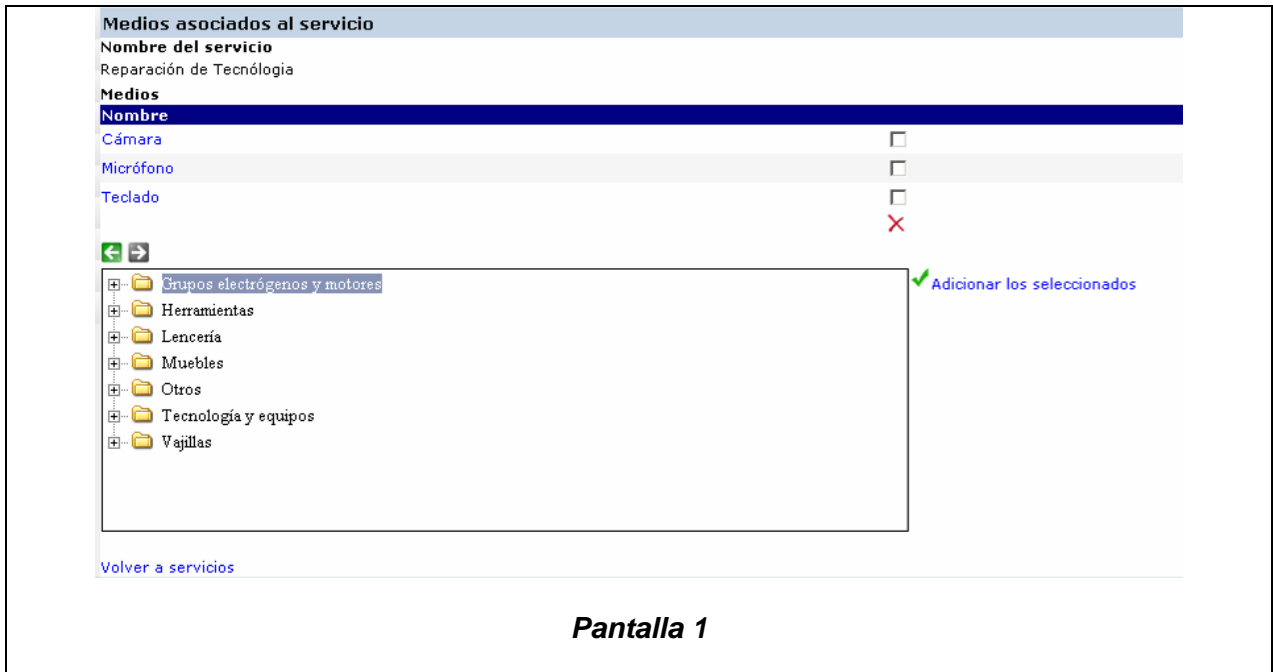 Medios asociados al servicio
Nombre del servicio
Reparación de Tecnólogia
Medios
Nombre
Cámara
Micrófono
Teclado
Grupos electrógenos y motores
Adicionar los seleccionados
Herramientas
Lencería
Muebles
Otros
Tecnología y equipos
Vajillas
Volver a servicios
Pantalla 1